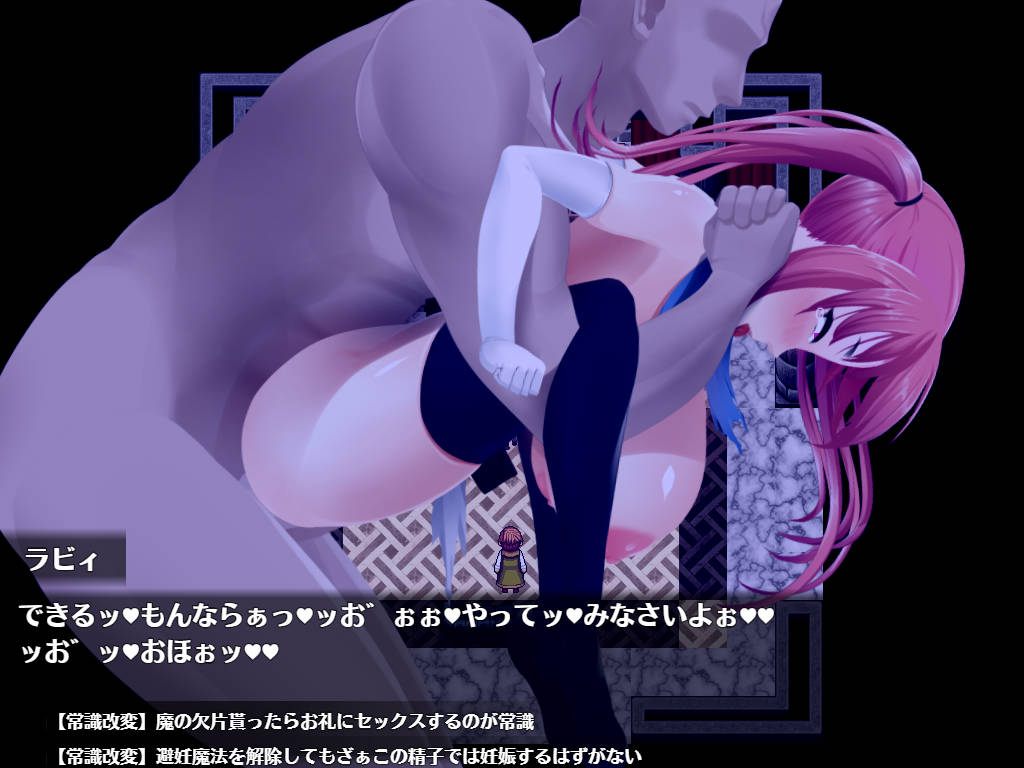 ラビィ
できるッ♥もんならぁっ♥ッお゛ぉぉ♥やってッ♥みなさいよぉ♥♥
ッお゛ッ♥おほぉッ♥♥
【常識改変】魔の欠片貰ったらお礼にセックスするのが常識
【常識改変】避妊魔法を解除してもざぁこの精子では妊娠するはずがない